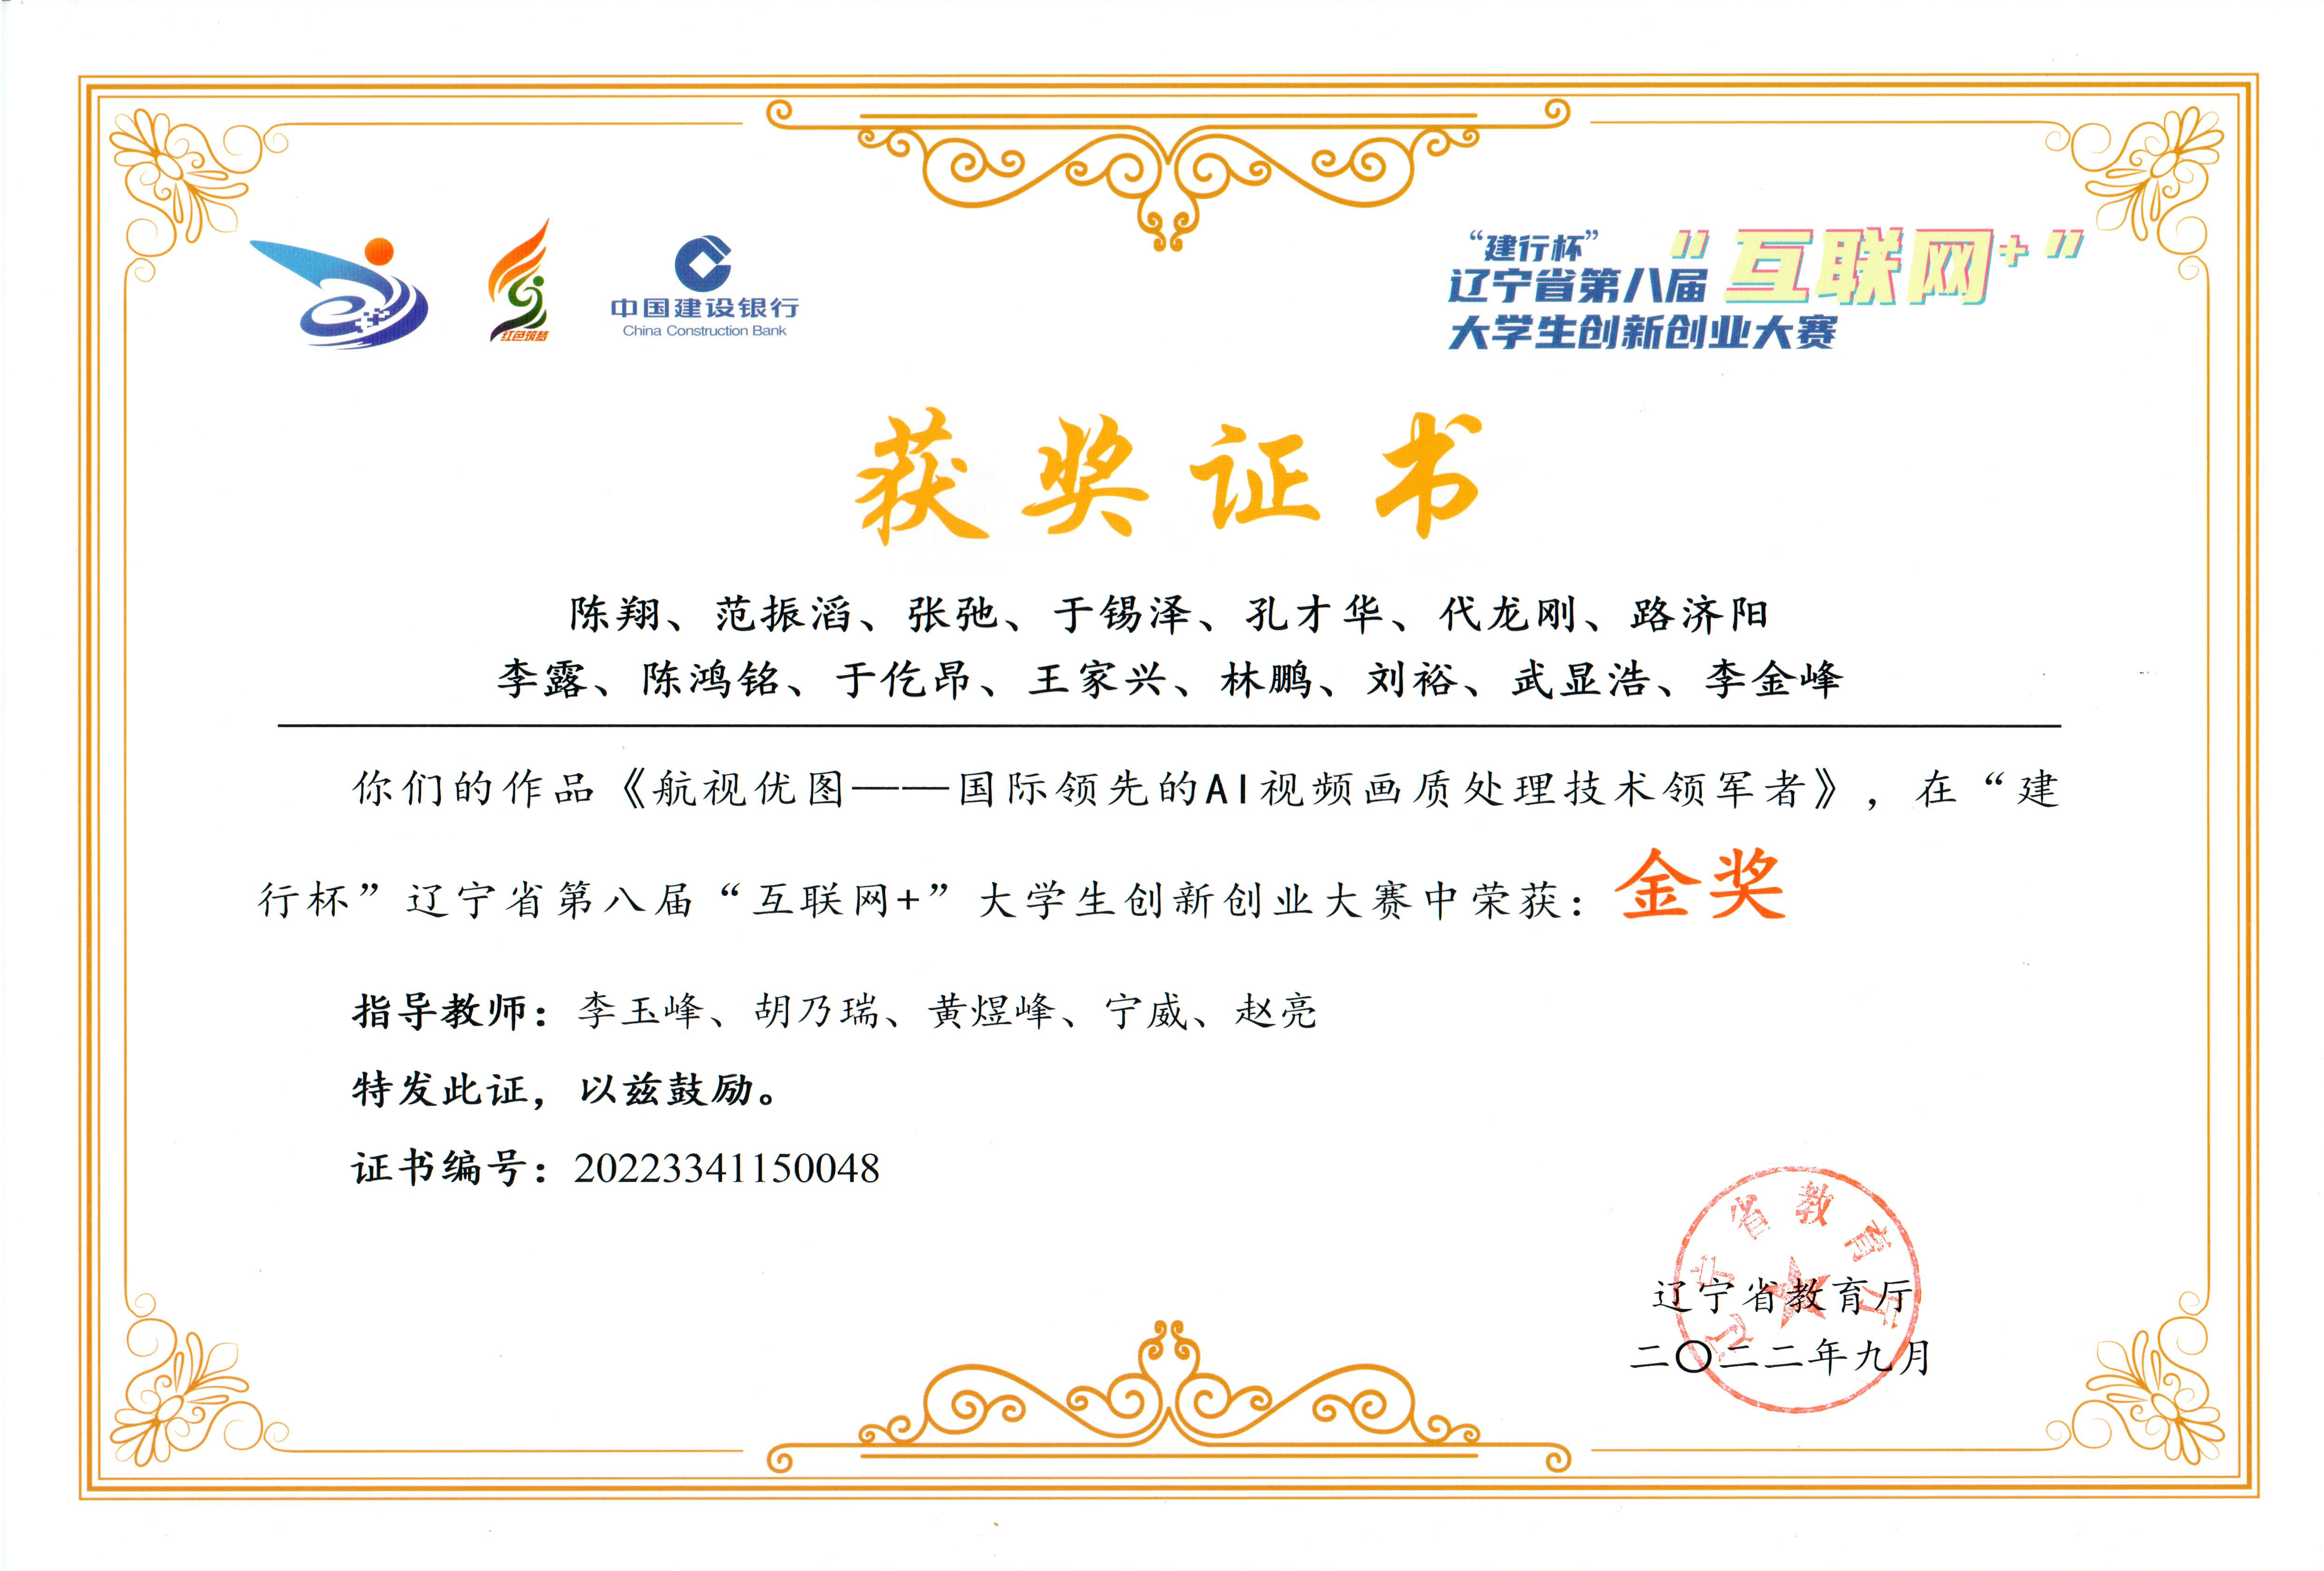 红色筑梦
中国建设银行
China Construction Bank
“建行杯”
辽宁省第八届“互联网+”
大学生创新创业大赛
获奖证书
陈翔、范振滔、张弛、于锡泽、孔才华、代龙刚、路济阳
李露、陈鸿铭、于仡昂、王家兴、林鹏、刘裕、武显浩、李金峰
你们的作品《航视优图——国际领先的AI视频画质处理技术领军者》，在“建
行杯”辽宁省第八届“互联网+”大学生创新创业大赛中荣获：金奖
指导教师：李玉峰、胡乃瑞、黄煜峰、宁威、赵亮
特发此证，以兹鼓励。
证书编号：20223341150048
辽宁省教育厅
辽宁省教育厅
二〇二二年九月